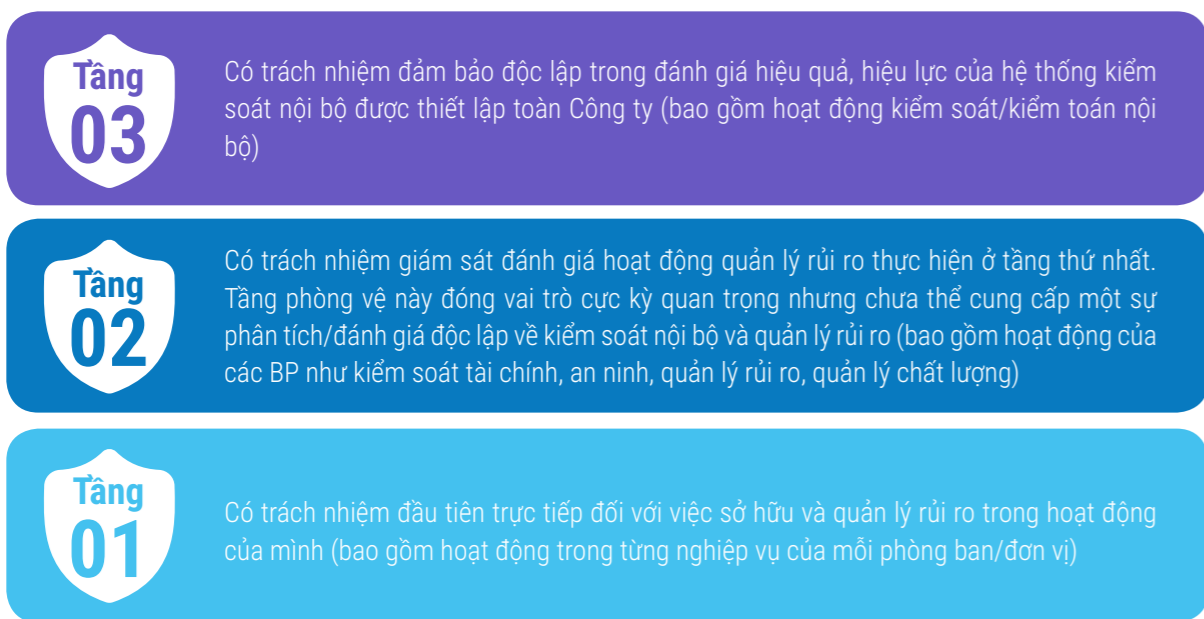 Tầng
03
Có trách nhiệm đảm bảo độc lập trong đánh giá hiệu quả, hiệu lực của hệ thống kiểm
soát nội bộ được thiết lập toàn Công ty (bao gồm hoạt động kiểm soát/kiểm toán nội
bộ)
Tầng
02
Có trách nhiệm giám sát đánh giá hoạt động quản lý rủi ro thực hiện ở tầng thứ nhất.
Tầng phòng vệ này đóng vai trò cực kỳ quan trọng nhưng chưa thể cung cấp một sự
phân tích/đánh giá độc lập về kiểm soát nội bộ và quản lý rủi ro (bao gồm hoạt động của
các BP như kiểm soát tài chính, an ninh, quản lý rủi ro, quản lý chất lượng)
Tầng
01
Có trách nhiệm đầu tiên trực tiếp đối với việc sở hữu và quản lý rủi ro trong hoạt động
của mình (bao gồm hoạt động trong từng nghiệp vụ của mỗi phòng ban/đơn vị)